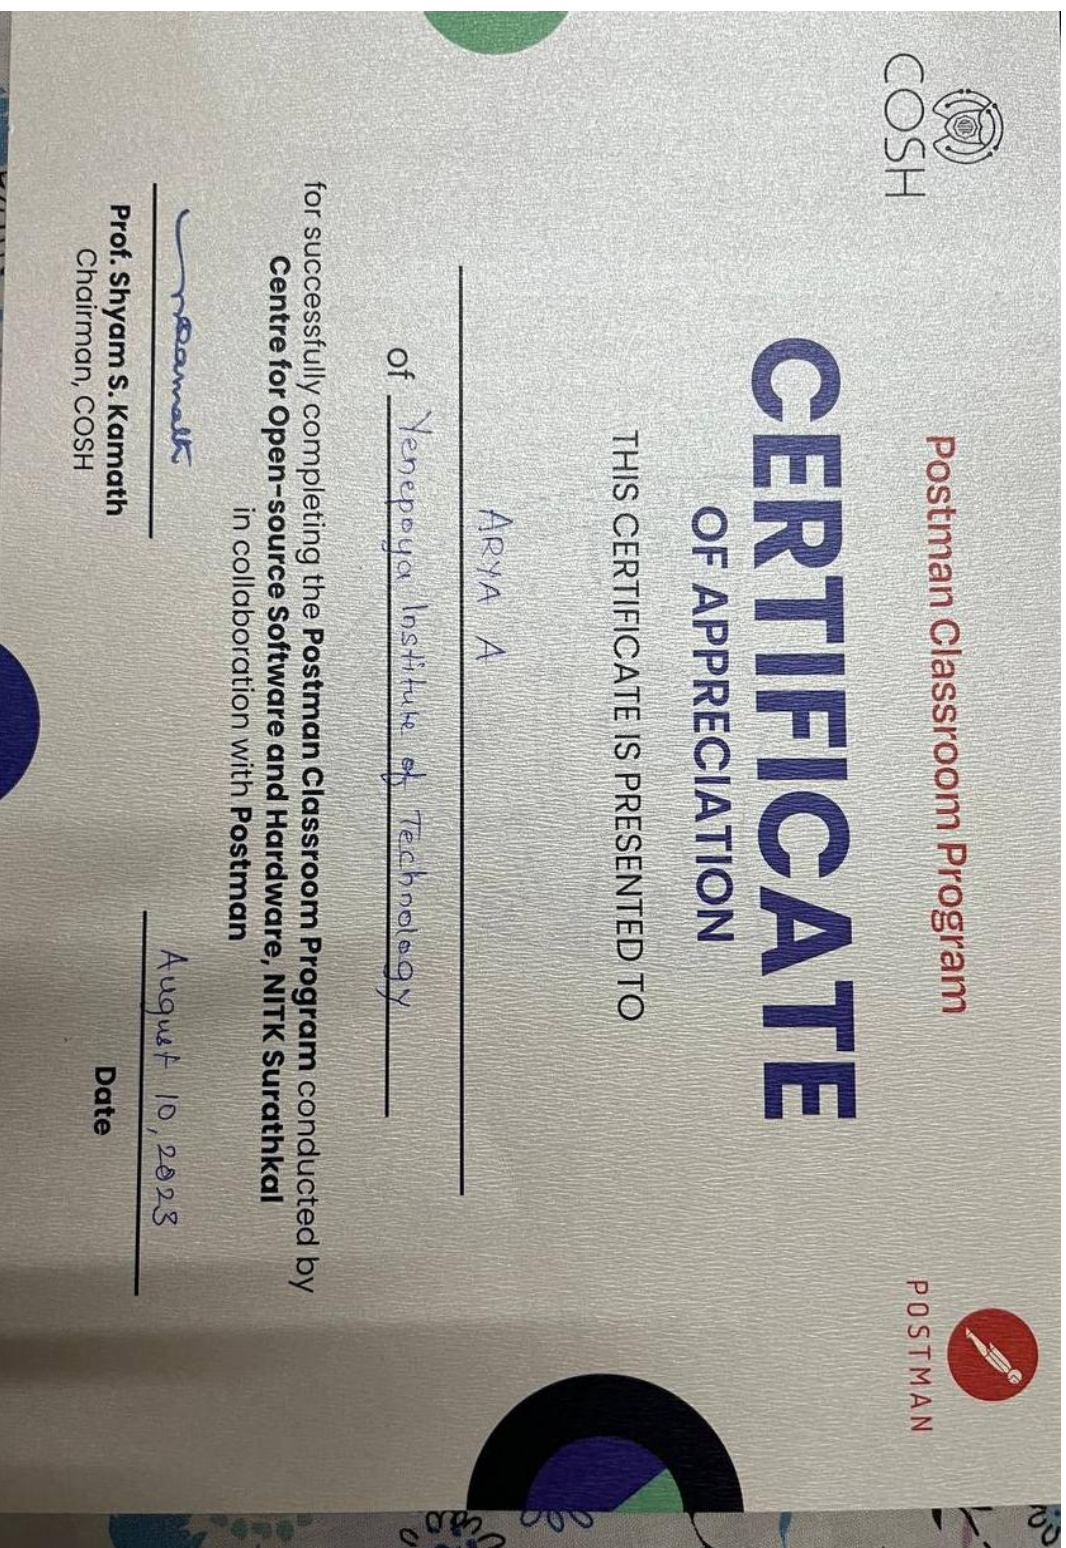 COSH
Postman Classroom Program
POSTMAN
CERTIFICATE
OF APPRECIATION
THIS CERTIFICATE IS PRESENTED TO
ARYA A
of Yenepoya Institute of Technology
for successfully completing the Postman Classroom Program conducted by
Centre for Open-source Software and Hardware, NITK Surathkal
in collaboration with Postman
August 10, 2023
Prof. Shyam S. Kamath
Chairman, COSH
Date